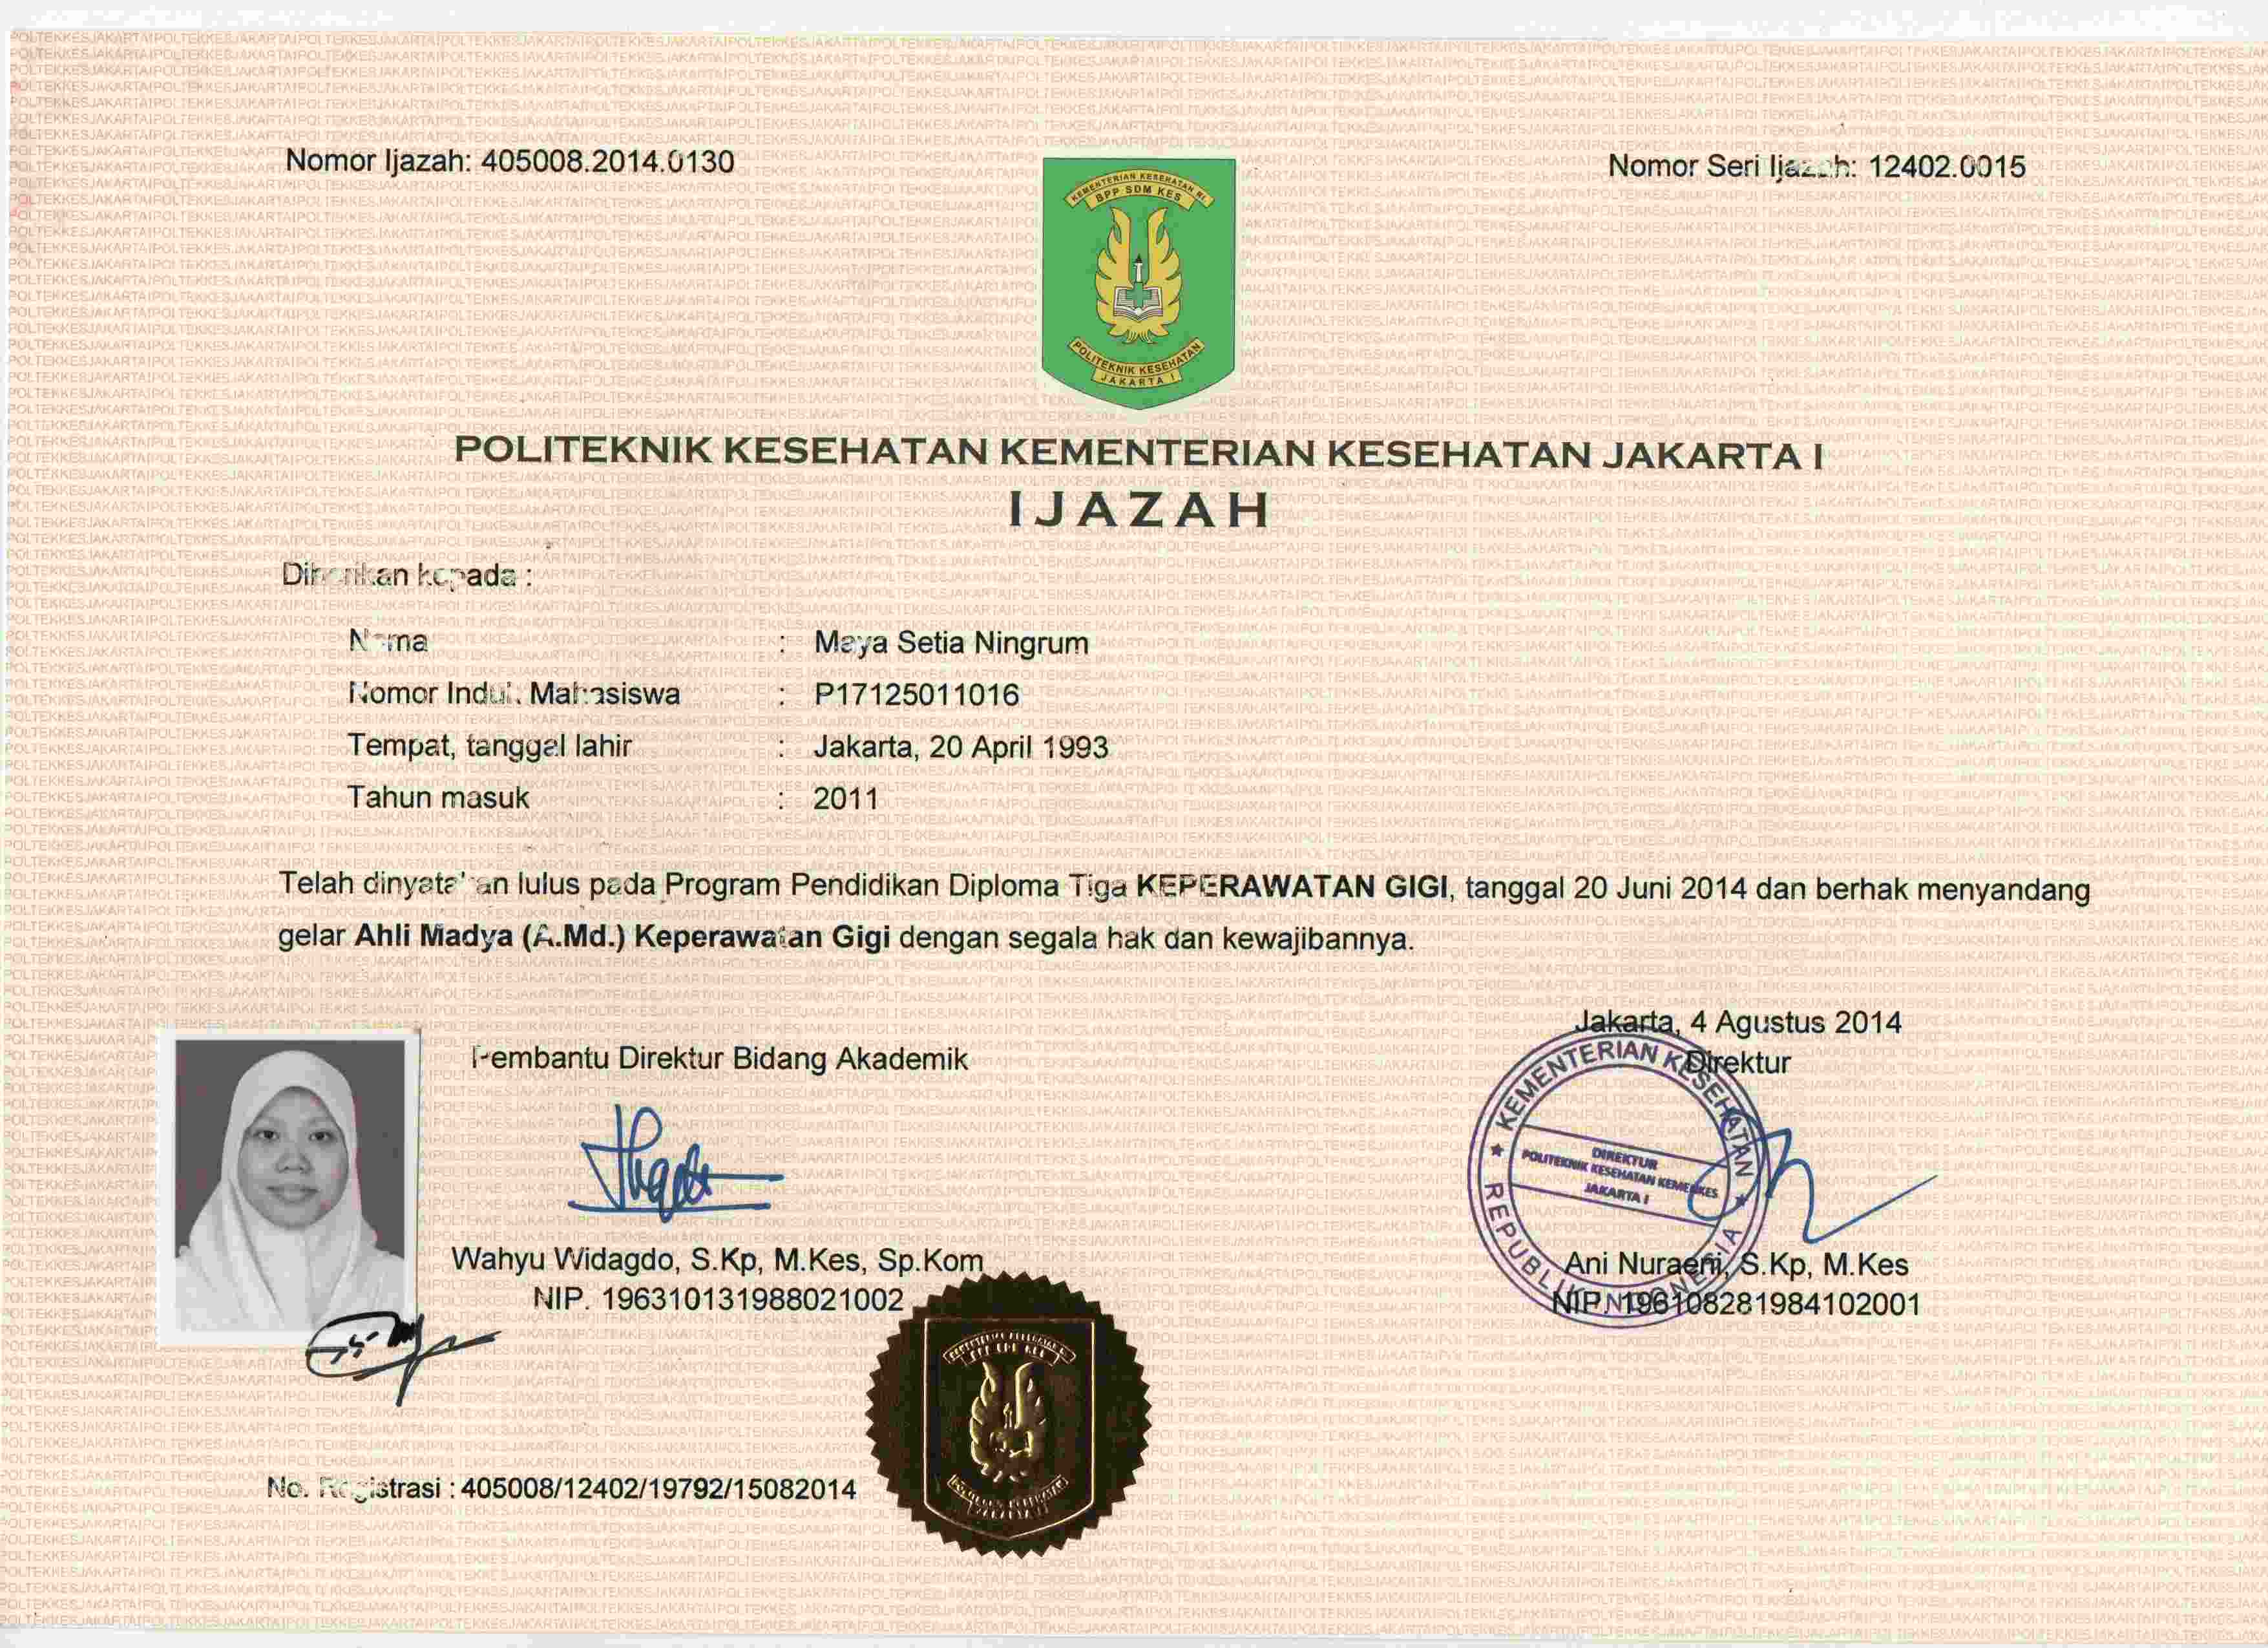 Nomor Ijazah: 405008.2014.0130
Nomor Seri Ijazah: 12402.0015
KEMENTERIAN KESEHATAN RI
BPP SDM KES
POLITEKNIK KESEHATAN
JAKARTA I
POLITEKNIK KESEHATAN KEMENTERIAN KESEHATAN JAKARTA I
IJAZAH
Diberikan kepada :
Nama : Maya Setia Ningrum
Nomor Induk Mahasiswa : P17125011016
Tempat, tanggal lahir : Jakarta, 20 April 1993
Tahun masuk : 2011
Telah dinyatakan lulus pada Program Pendidikan Diploma Tiga KEPERAWATAN GIGI, tanggal 20 Juni 2014 dan berhak menyandang
gelar Ahli Madya (A.Md.) Keperawatan Gigi dengan segala hak dan kewajibannya.
Jakarta, 4 Agustus 2014
Pembantu Direktur Bidang Akademik
Direktur
KEMENTERIAN KESEHATAN
DIREKTUR
POLITEKNIK KESEHATAN KEMENKES
JAKARTA I
REPUBLIK INDONESIA
Wahyu Widagdo, S.Kp, M.Kes, Sp.Kom
NIP. 196310131988021002
Ani Nuraeni, S.Kp, M.Kes
NIP. 196108281984102001
No. Registrasi : 405008/12402/19792/15082014